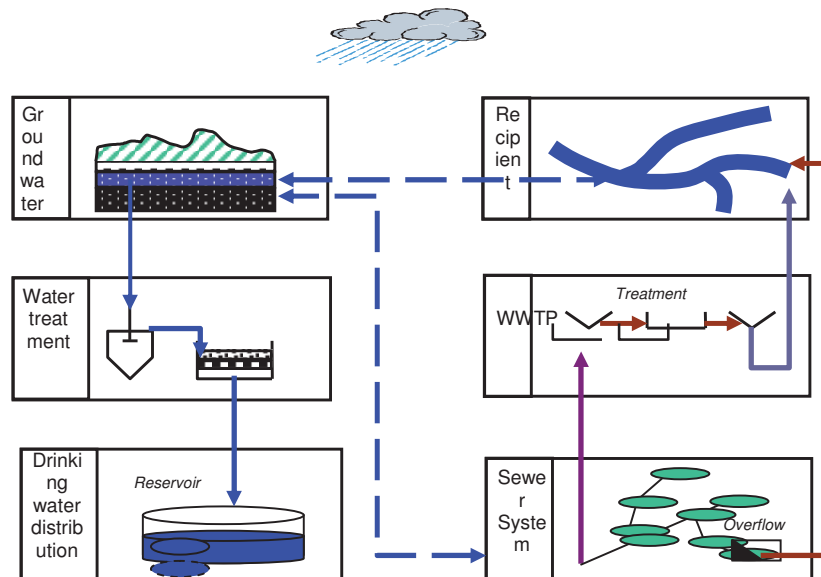 Gr
ou
nd
wa
ter
Re
cip
ien
t
Water
treat
ment
WWTP
Treatment
Drinki
ng
water
distrib
ution
Reservoir
Sewe
r
Syste
m
Overflow